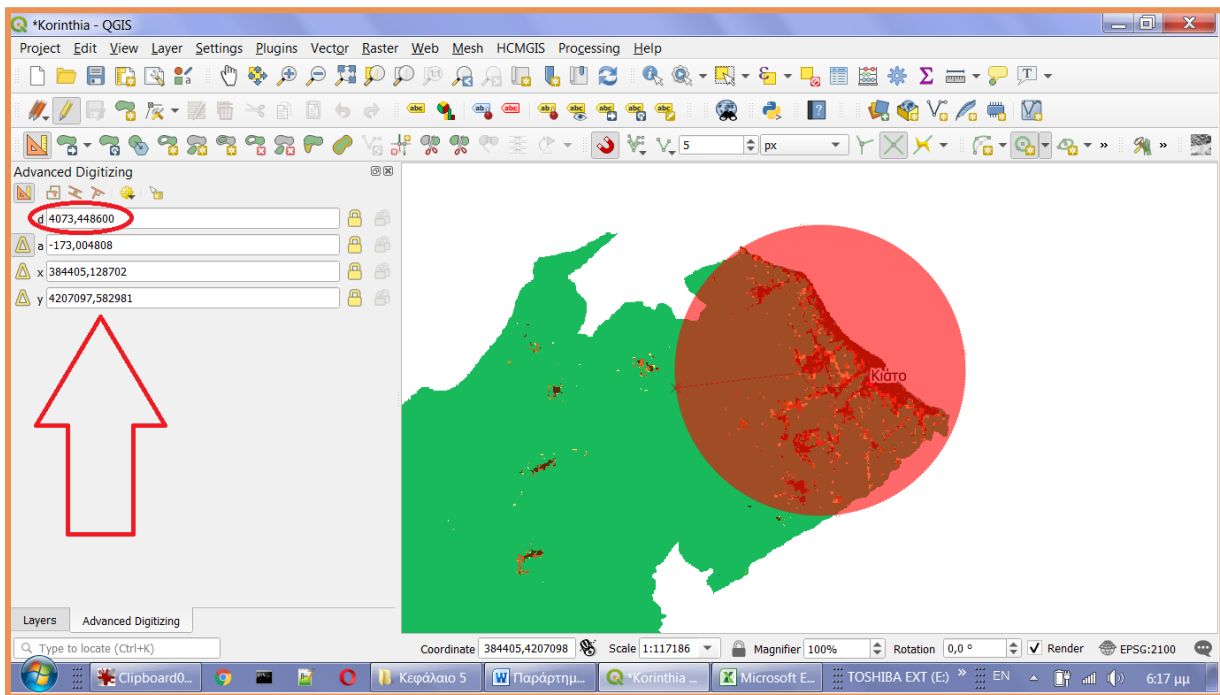 *Korinthia - QGIS
Project Edit View Layer Settings Plugins Vector Raster Web Mesh HCMGIS Processing Help
abc abc abc
5 px
Advanced Digitizing
d 4073,448600
a -173,004808
x 384405,128702
y 4207097,582981
Κιάτο
Layers Advanced Digitizing
Type to locate (Ctrl+K) Coordinate 384405,4207098 Scale 1:117186 Magnifier 100% Rotation 0,0 ° Render EPSG:2100
Clipboard0... Κεφάλαιο 5 Παράρτημ... *Korinthia ... Microsoft E... TOSHIBA EXT (E:) » EN 6:17 μμ